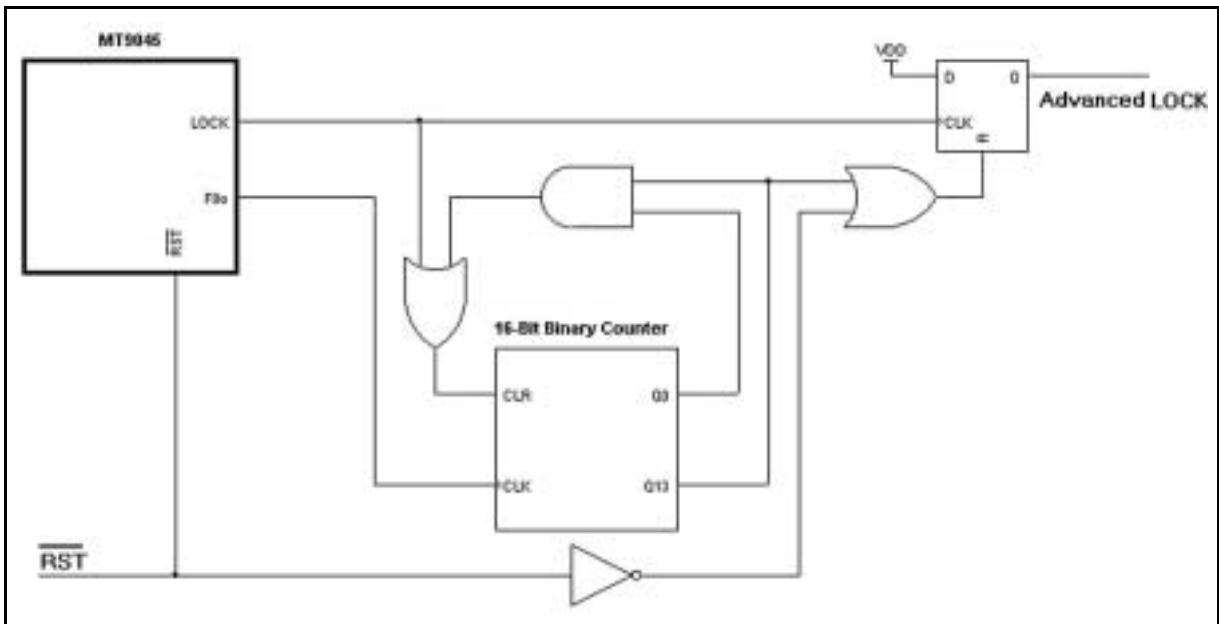 MT9045
VDD
D
Q
Advanced LOCK
LOCK
CLK
R
F8o
RST
16-Bit Binary Counter
CLR
Q3
CLK
Q13
RST